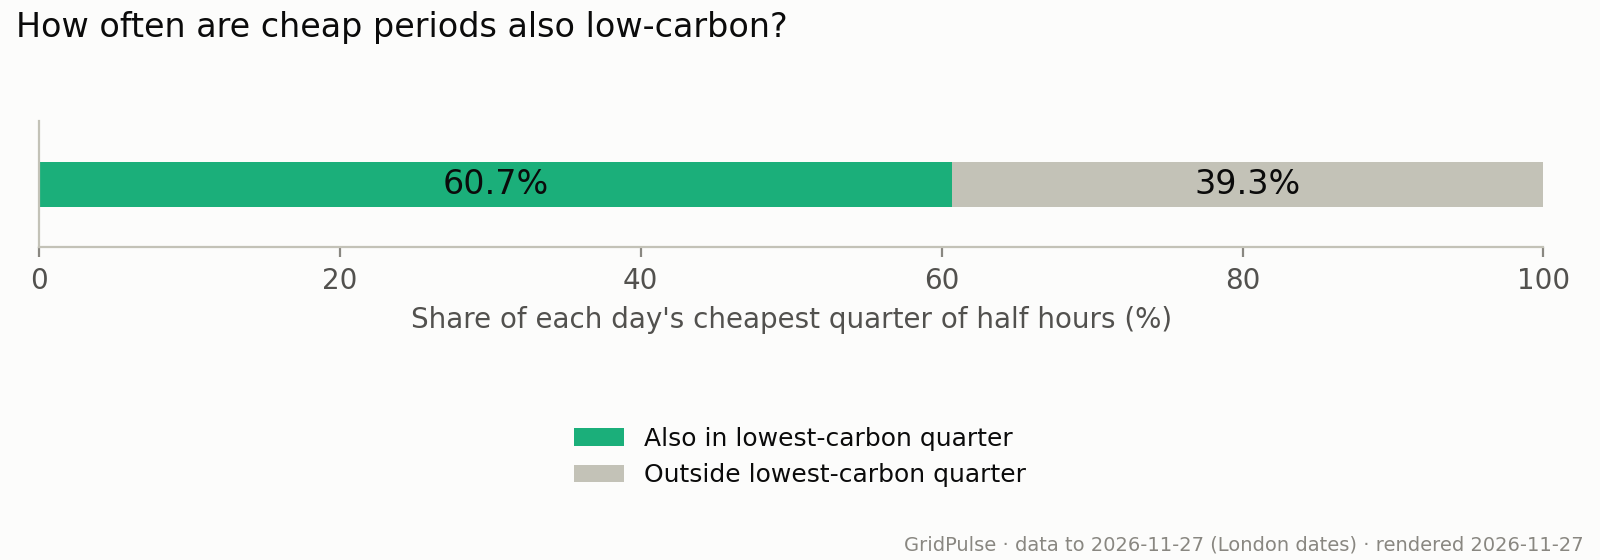 How often are cheap periods also low-carbon?
60.7% 39.3%
0 20 40 60 80 100
Share of each day's cheapest quarter of half hours (%)
Also in lowest-carbon quarter
Outside lowest-carbon quarter
GridPulse · data to 2026-11-27 (London dates) · rendered 2026-11-27